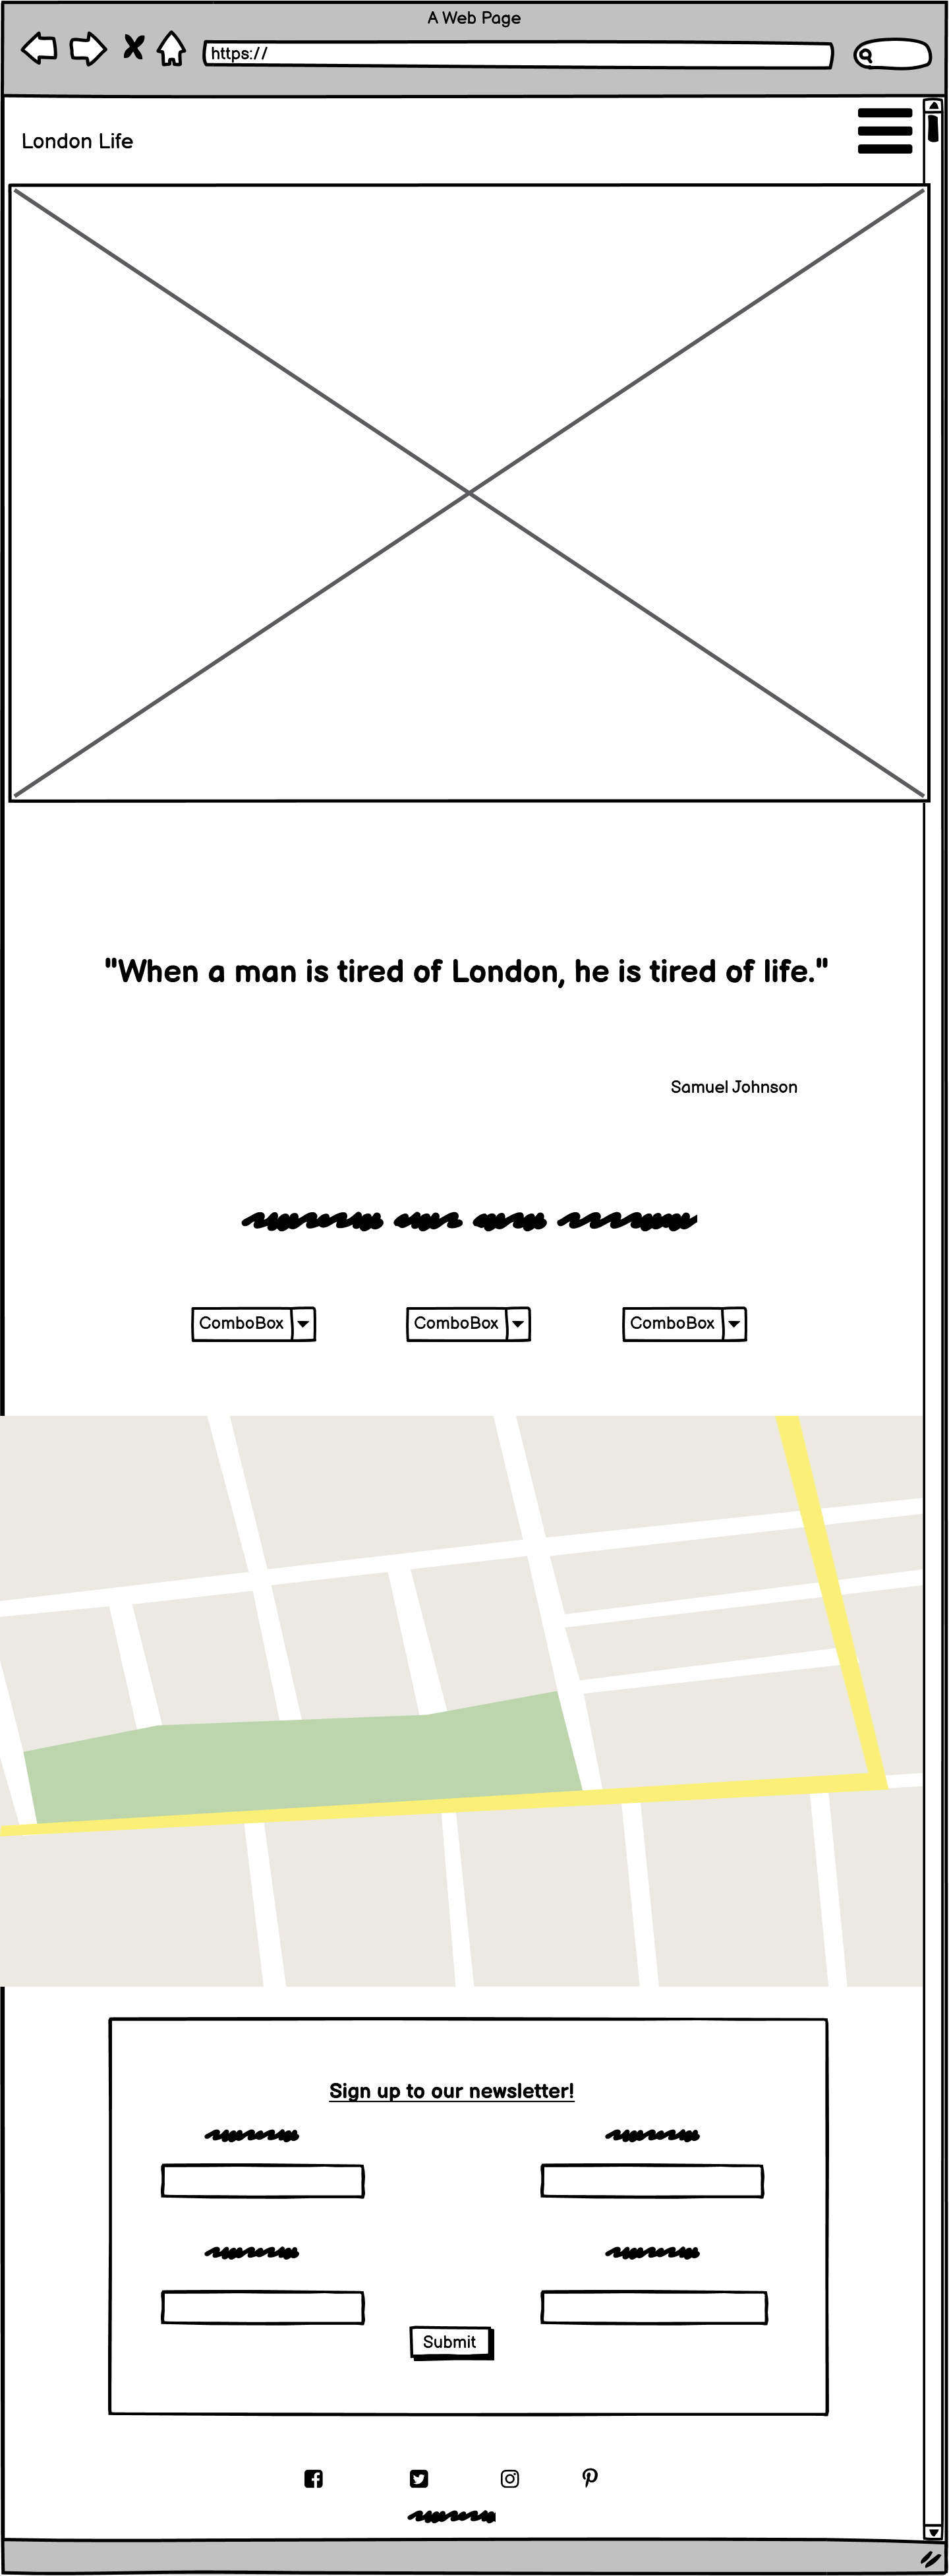 A Web Page
https://
London Life
"When a man is tired of London, he is tired of life."
Samuel Johnson
ComboBox ComboBox ComboBox
Sign up to our newsletter!
Submit